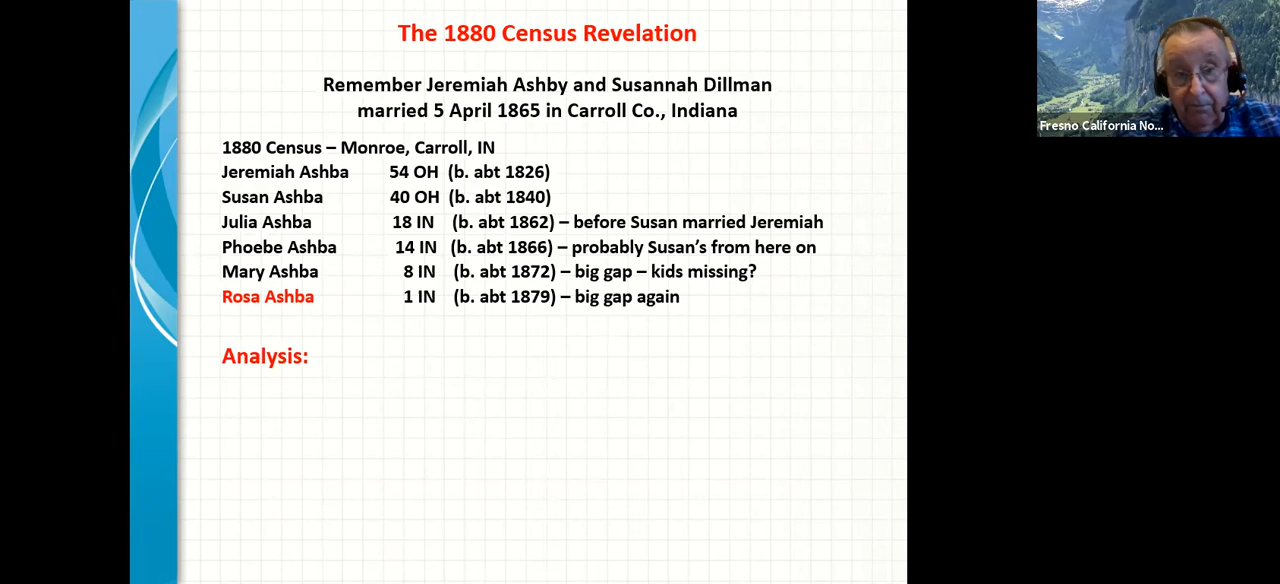 The 1880 Census Revelation
Remember Jeremiah Ashby and Susannah Dillman
married 5 April 1865 in Carroll Co., Indiana
1880 Census – Monroe, Carroll, IN
Jeremiah Ashba 54 OH (b. abt 1826)
Susan Ashba 40 OH (b. abt 1840)
Julia Ashba 18 IN (b. abt 1862) – before Susan married Jeremiah
Phoebe Ashba 14 IN (b. abt 1866) – probably Susan's from here on
Mary Ashba 8 IN (b. abt 1872) – big gap – kids missing?
Rosa Ashba 1 IN (b. abt 1879) – big gap again
Analysis:
Fresno California No...